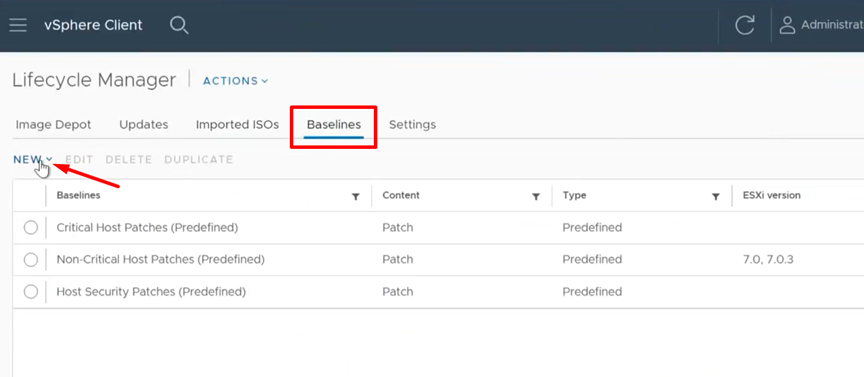 vSphere Client
Administrat
Lifecycle Manager ACTIONS
Image Depot Updates Imported ISOs Baselines Settings
NEW EDIT DELETE DUPLICATE
Baselines Content Type ESXi version
Critical Host Patches (Predefined) Patch Predefined
Non-Critical Host Patches (Predefined) Patch Predefined 7.0, 7.0.3
Host Security Patches (Predefined) Patch Predefined